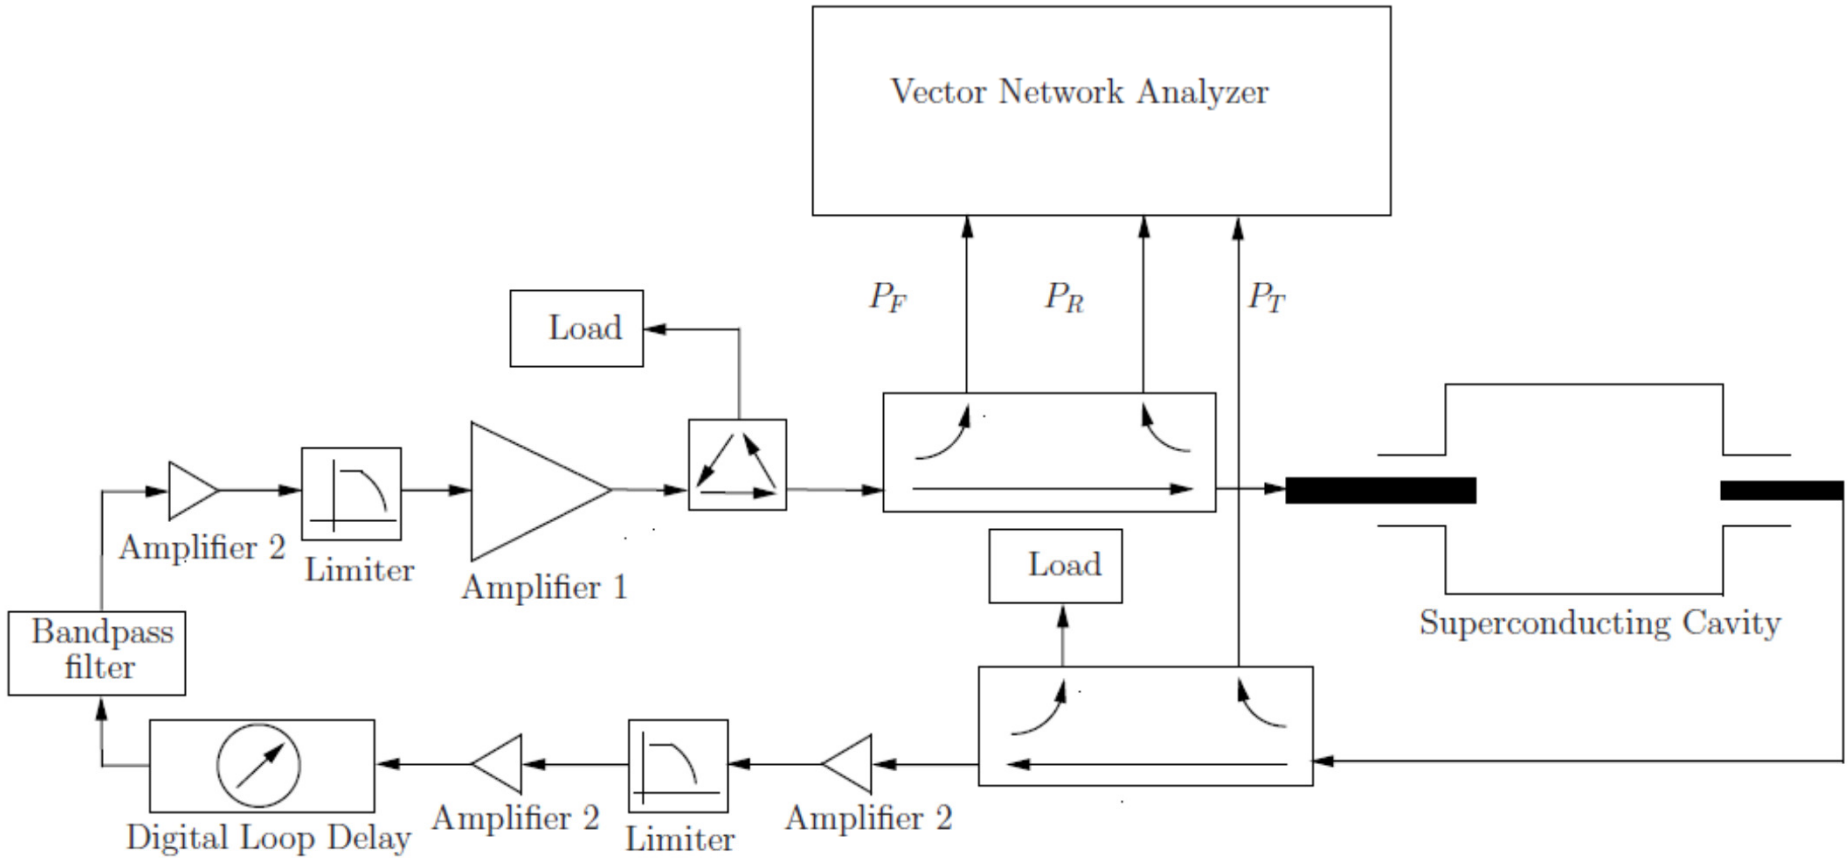 Vector Network Analyzer
P_F
P_R
P_T
Load
Amplifier 2
Limiter
Amplifier 1
Load
Superconducting Cavity
Bandpass
filter
Digital Loop Delay
Amplifier 2
Limiter
Amplifier 2